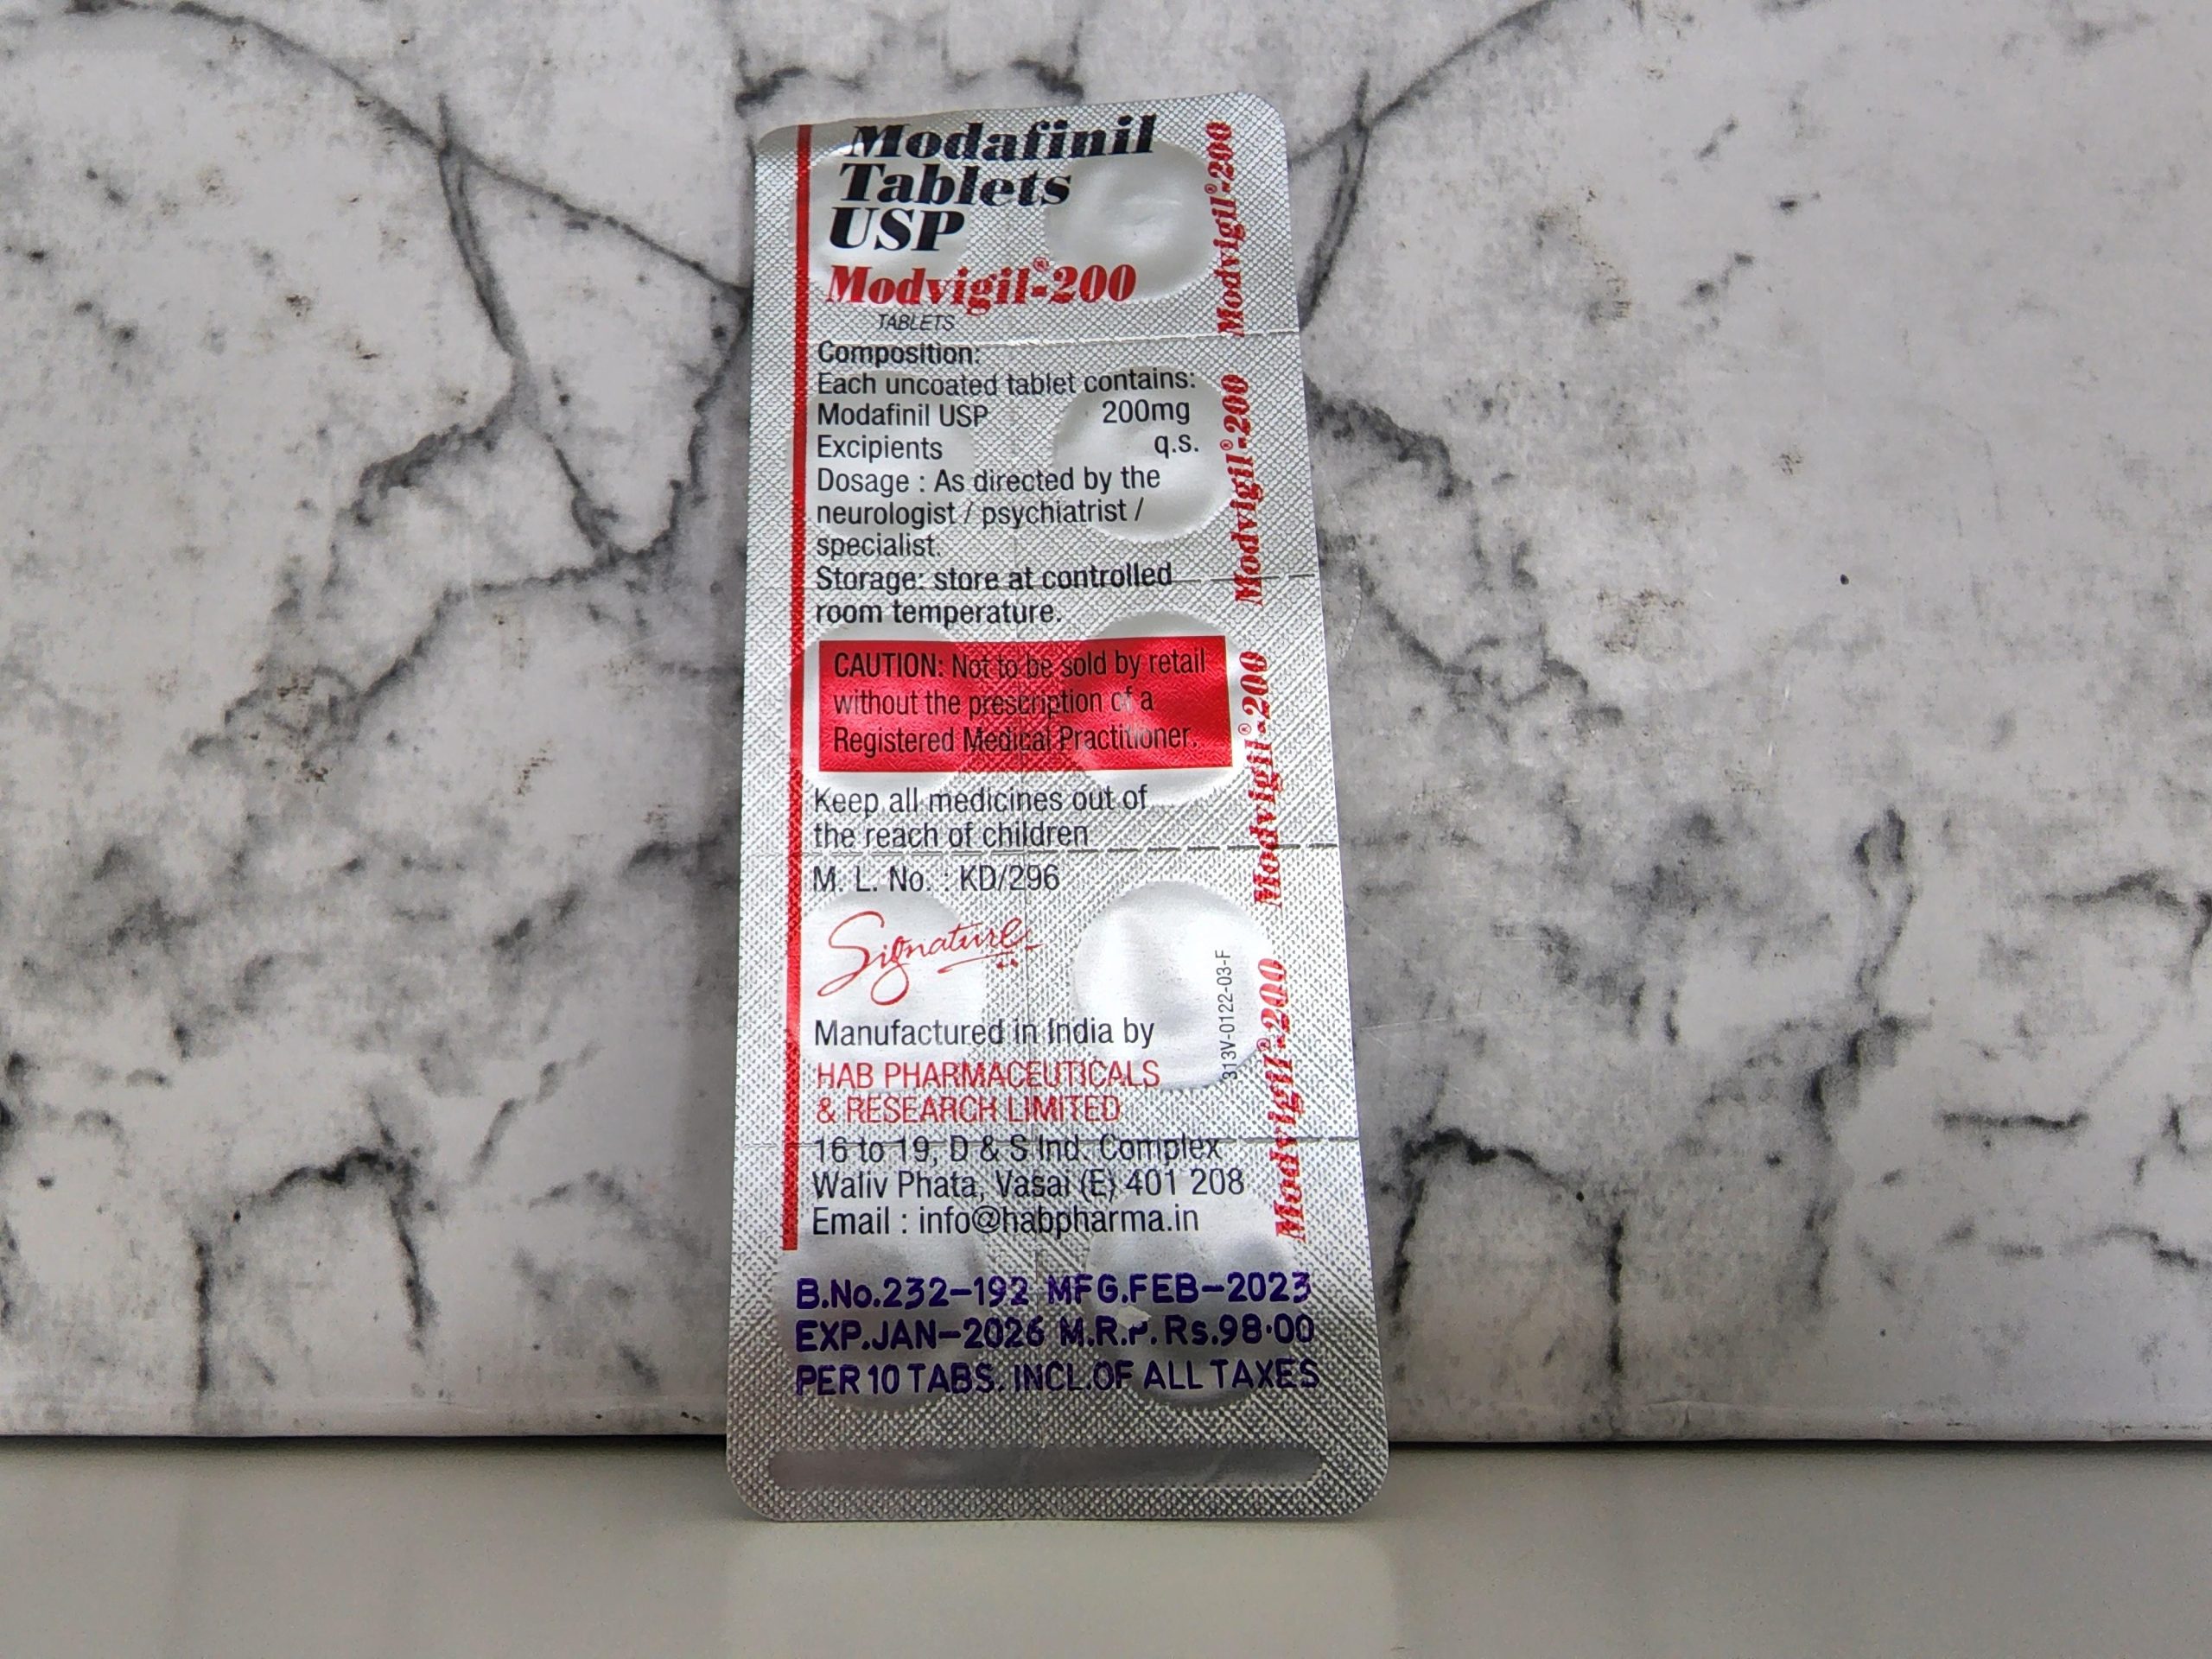 Modafinil
Tablets
USP
Modvigil®-200
TABLETS
Composition:
Each uncoated tablet contains:
Modafinil USP 200mg
Excipients q.s.
Dosage : As directed by the
neurologist / psychiatrist /
specialist.
Storage: store at controlled
room temperature.
CAUTION: Not to be sold by retail
without the prescription of a
Registered Medical Practitioner.
Keep all medicines out of
the reach of children
M. L. No. : KD/296
Signature
Manufactured in India by
HAB PHARMACEUTICALS
& RESEARCH LIMITED
16 to 19, D & S Ind. Complex
Waliv Phata, Vasai (E) 401 208
Email : info@habpharma.in
B.No.232-192 MFG.FEB-2023
EXP.JAN-2026 M.R.P.Rs.98.00
PER 10 TABS. INCL.OF ALL TAXES
313V-0122-03-F
Modvigil®-200
Modvigil®-200
Modvigil®-200
Modvigil®-200